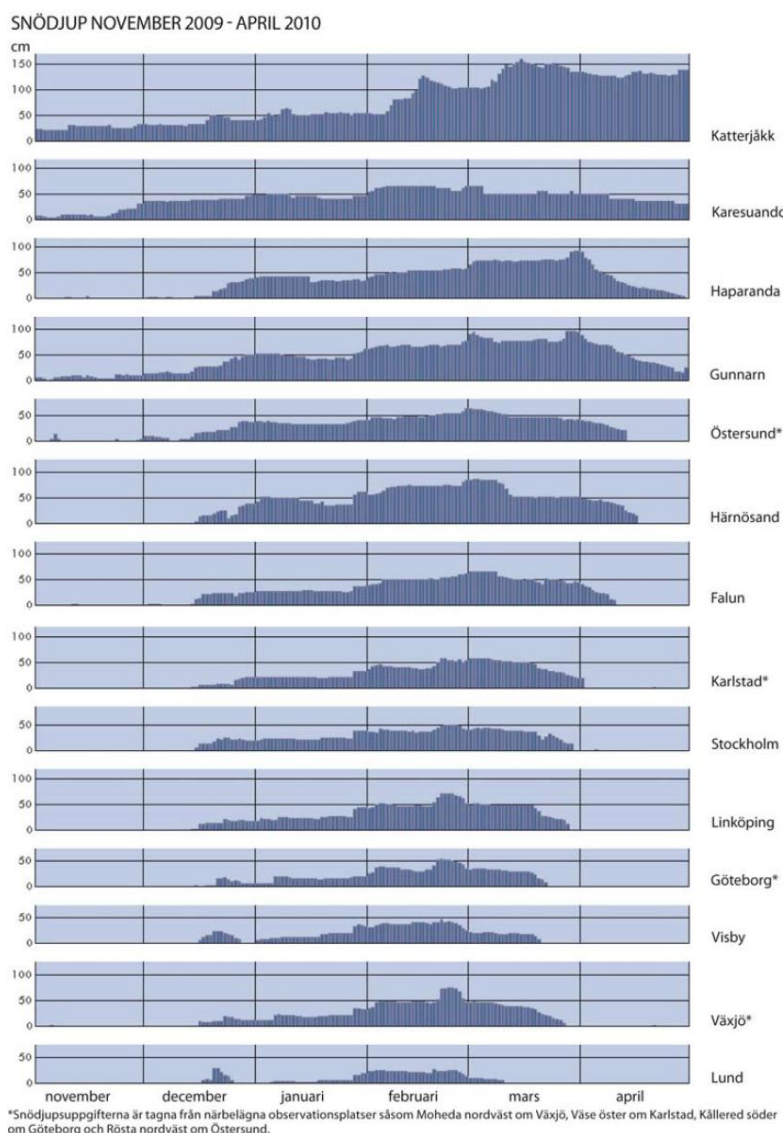 SNÖDJUP NOVEMBER 2009 - APRIL 2010
cm
150
100
50
0
Katterjåkk
100
50
0
Karesuando
100
50
0
Haparanda
100
50
0
Gunnarn
50
0
Östersund*
100
50
0
Härnösand
100
50
0
Falun
100
50
0
Karlstad*
50
0
Stockholm
100
50
0
Linköping
50
0
Göteborg*
50
0
Visby
100
50
0
Växjö*
50
0
Lund
november december januari februari mars april
*Snödjupsuppgifterna är tagna från närbelägna observationsplatser såsom Moheda nordväst om Växjö, Väse öster om Karlstad, Kållered söder
om Göteborg och Rösta nordväst om Östersund.